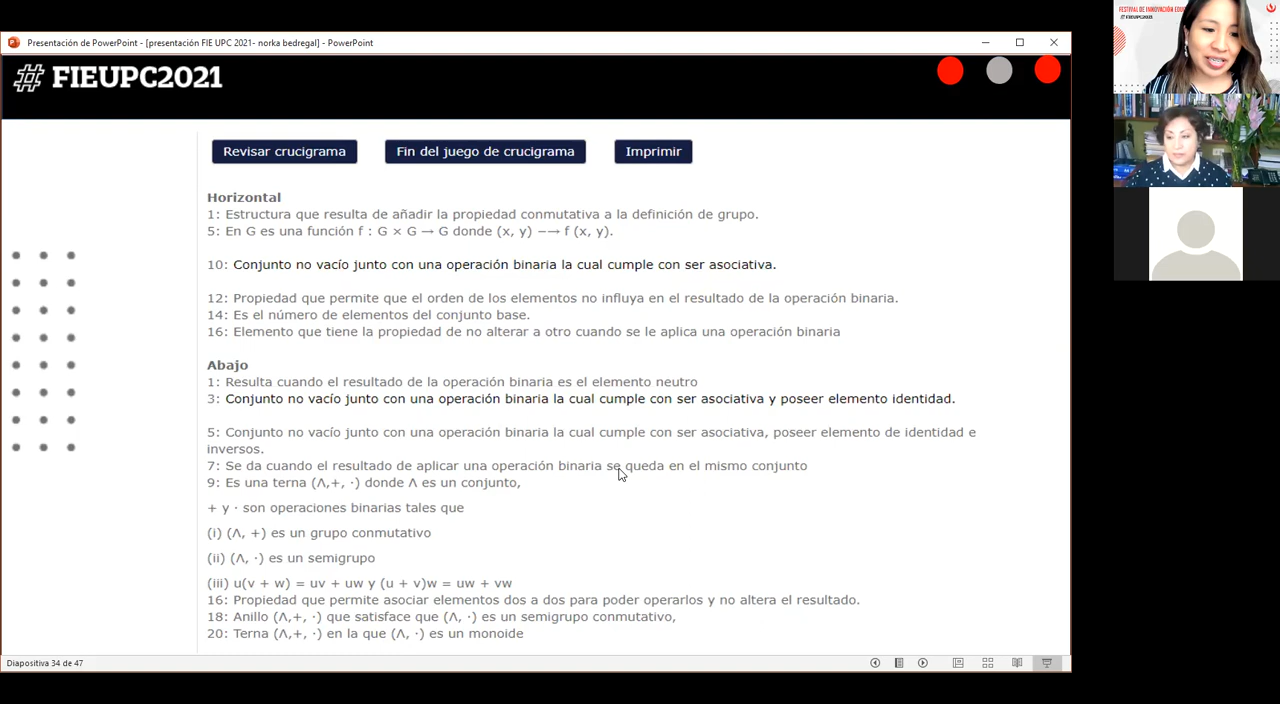 Presentación de PowerPoint - [presentación FIE UPC 2021- norka bedregal] - PowerPoint
# FIEUPC2021
FESTIVAL DE INNOVACIÓN EDU
#FIEUPC2021
Revisar crucigrama
Fin del juego de crucigrama
Imprimir
Horizontal
1: Estructura que resulta de añadir la propiedad conmutativa a la definición de grupo.
5: En G es una función f : G × G → G donde (x, y) −→ f (x, y).
10: Conjunto no vacío junto con una operación binaria la cual cumple con ser asociativa.
12: Propiedad que permite que el orden de los elementos no influya en el resultado de la operación binaria.
14: Es el número de elementos del conjunto base.
16: Elemento que tiene la propiedad de no alterar a otro cuando se le aplica una operación binaria
Abajo
1: Resulta cuando el resultado de la operación binaria es el elemento neutro
3: Conjunto no vacío junto con una operación binaria la cual cumple con ser asociativa y poseer elemento identidad.
5: Conjunto no vacío junto con una operación binaria la cual cumple con ser asociativa, poseer elemento de identidad e
inversos.
7: Se da cuando el resultado de aplicar una operación binaria se queda en el mismo conjunto
9: Es una terna (Λ,+, ·) donde Λ es un conjunto,
+ y · son operaciones binarias tales que
(i) (Λ, +) es un grupo conmutativo
(ii) (Λ, ·) es un semigrupo
(iii) u(v + w) = uv + uw y (u + v)w = uw + vw
16: Propiedad que permite asociar elementos dos a dos para poder operarlos y no altera el resultado.
18: Anillo (Λ,+, ·) que satisface que (Λ, ·) es un semigrupo conmutativo,
20: Terna (Λ,+, ·) en la que (Λ, ·) es un monoide
Diapositiva 34 de 47